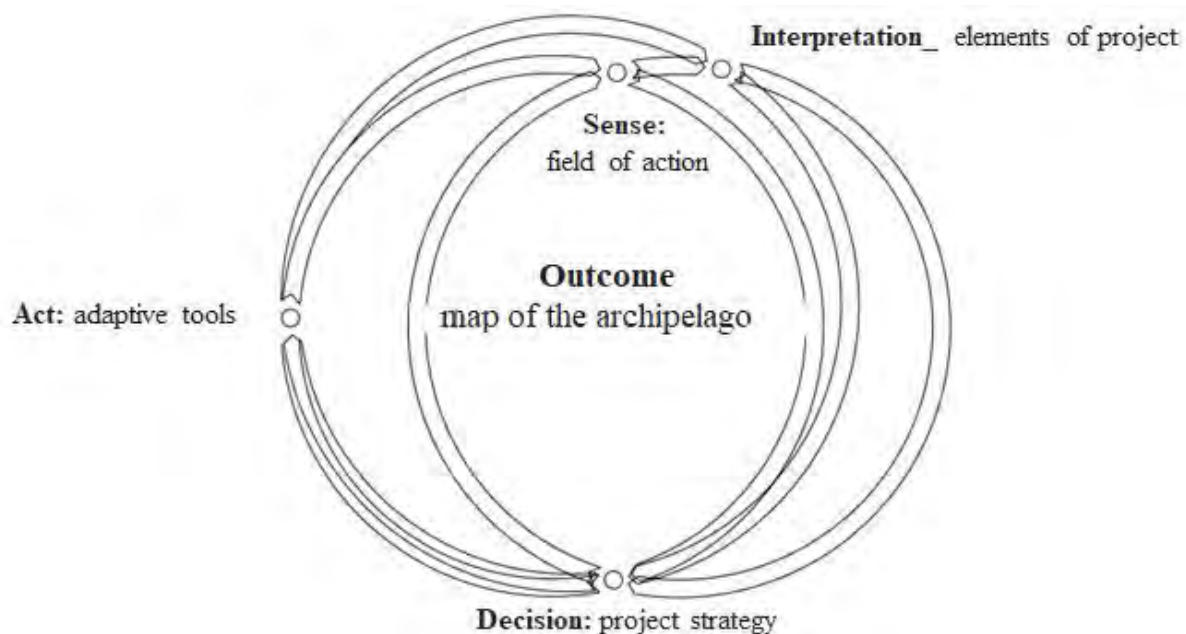 Interpretation_ elements of project
Sense:
field of action
Outcome
map of the archipelago
Act: adaptive tools
Decision: project strategy